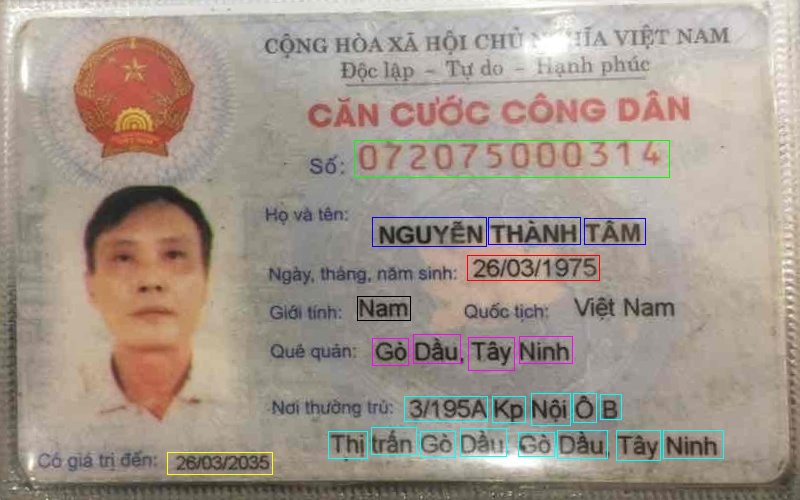 CỘNG HÒA XÃ HỘI CHỦ NGHĨA VIỆT NAM
Độc lập - Tự do - Hạnh phúc
CĂN CƯỚC CÔNG DÂN
Số: 072075000314
Họ và tên: NGUYỄN THÀNH TÂM
Ngày, tháng, năm sinh: 26/03/1975
Giới tính: Nam Quốc tịch: Việt Nam
Quê quán: Gò Dầu, Tây Ninh
Nơi thường trú: 3/195A Kp Nội Ô B
Thị trấn Gò Dầu, Gò Dầu, Tây Ninh
Có giá trị đến: 26/03/2035